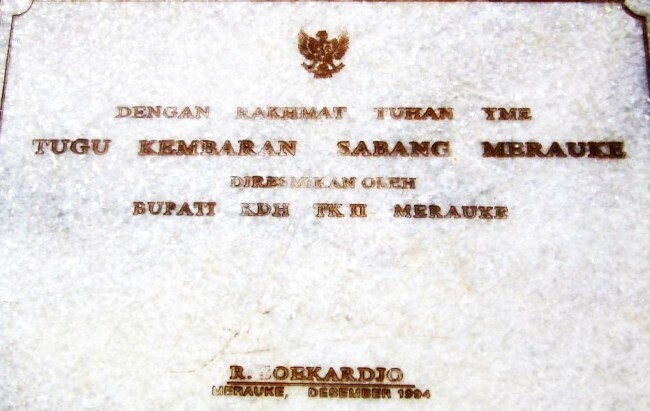 DENGAN RAKHMAT TUHAN YME
TUGU KEMBARAN SABANG MERAUKE
DIRESMIKAN OLEH
BUPATI KDH TK II MERAUKE
R. SOEKARDJO
MERAUKE, DESEMBER 1994